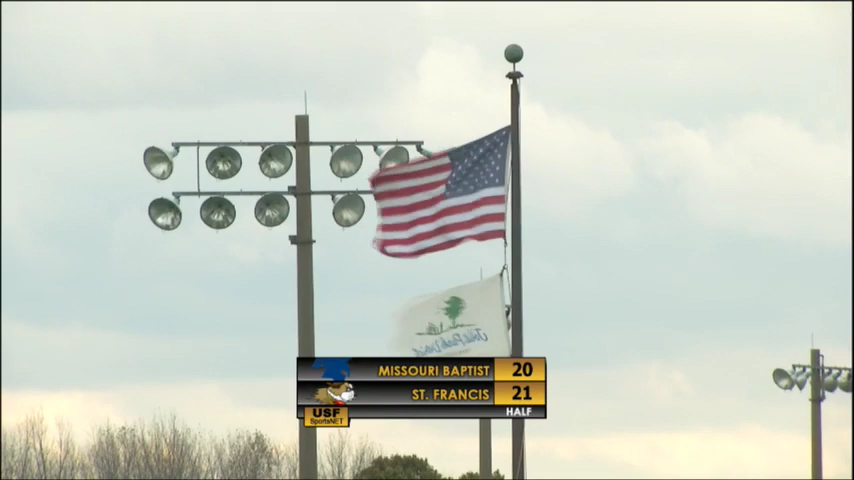 MISSOURI BAPTIST 20
ST. FRANCIS 21
USF
SportsNET
HALF